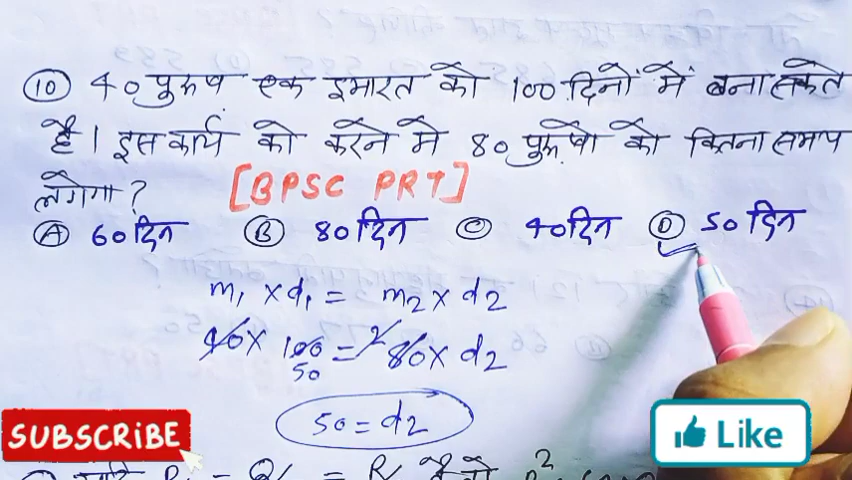 ⑩ 40 पुरुष एक इमारत को 100 दिनों में बना सकते
है। इस कार्य को करने मे 80 पुरुषो को कितना समय
लगेगा? [BPSC PRT]
Ⓐ 60 दिन Ⓑ 80 दिन Ⓒ 40 दिन Ⓓ 50 दिन
m₁ × d₁ = m₂ × d₂
40 × 100 = 2 80 × d₂
50
50 = d₂
SUBSCRIBE
Like